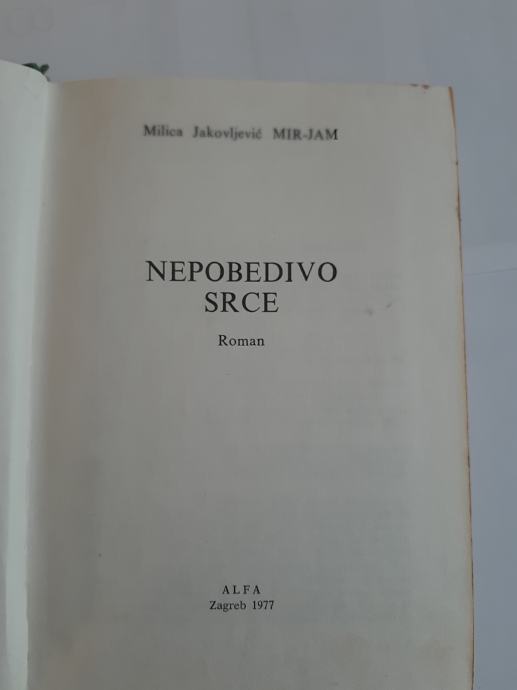 Milica Jakovljević MIR-JAM
NEPOBEDIVO
SRCE
Roman
ALFA
Zagreb 1977